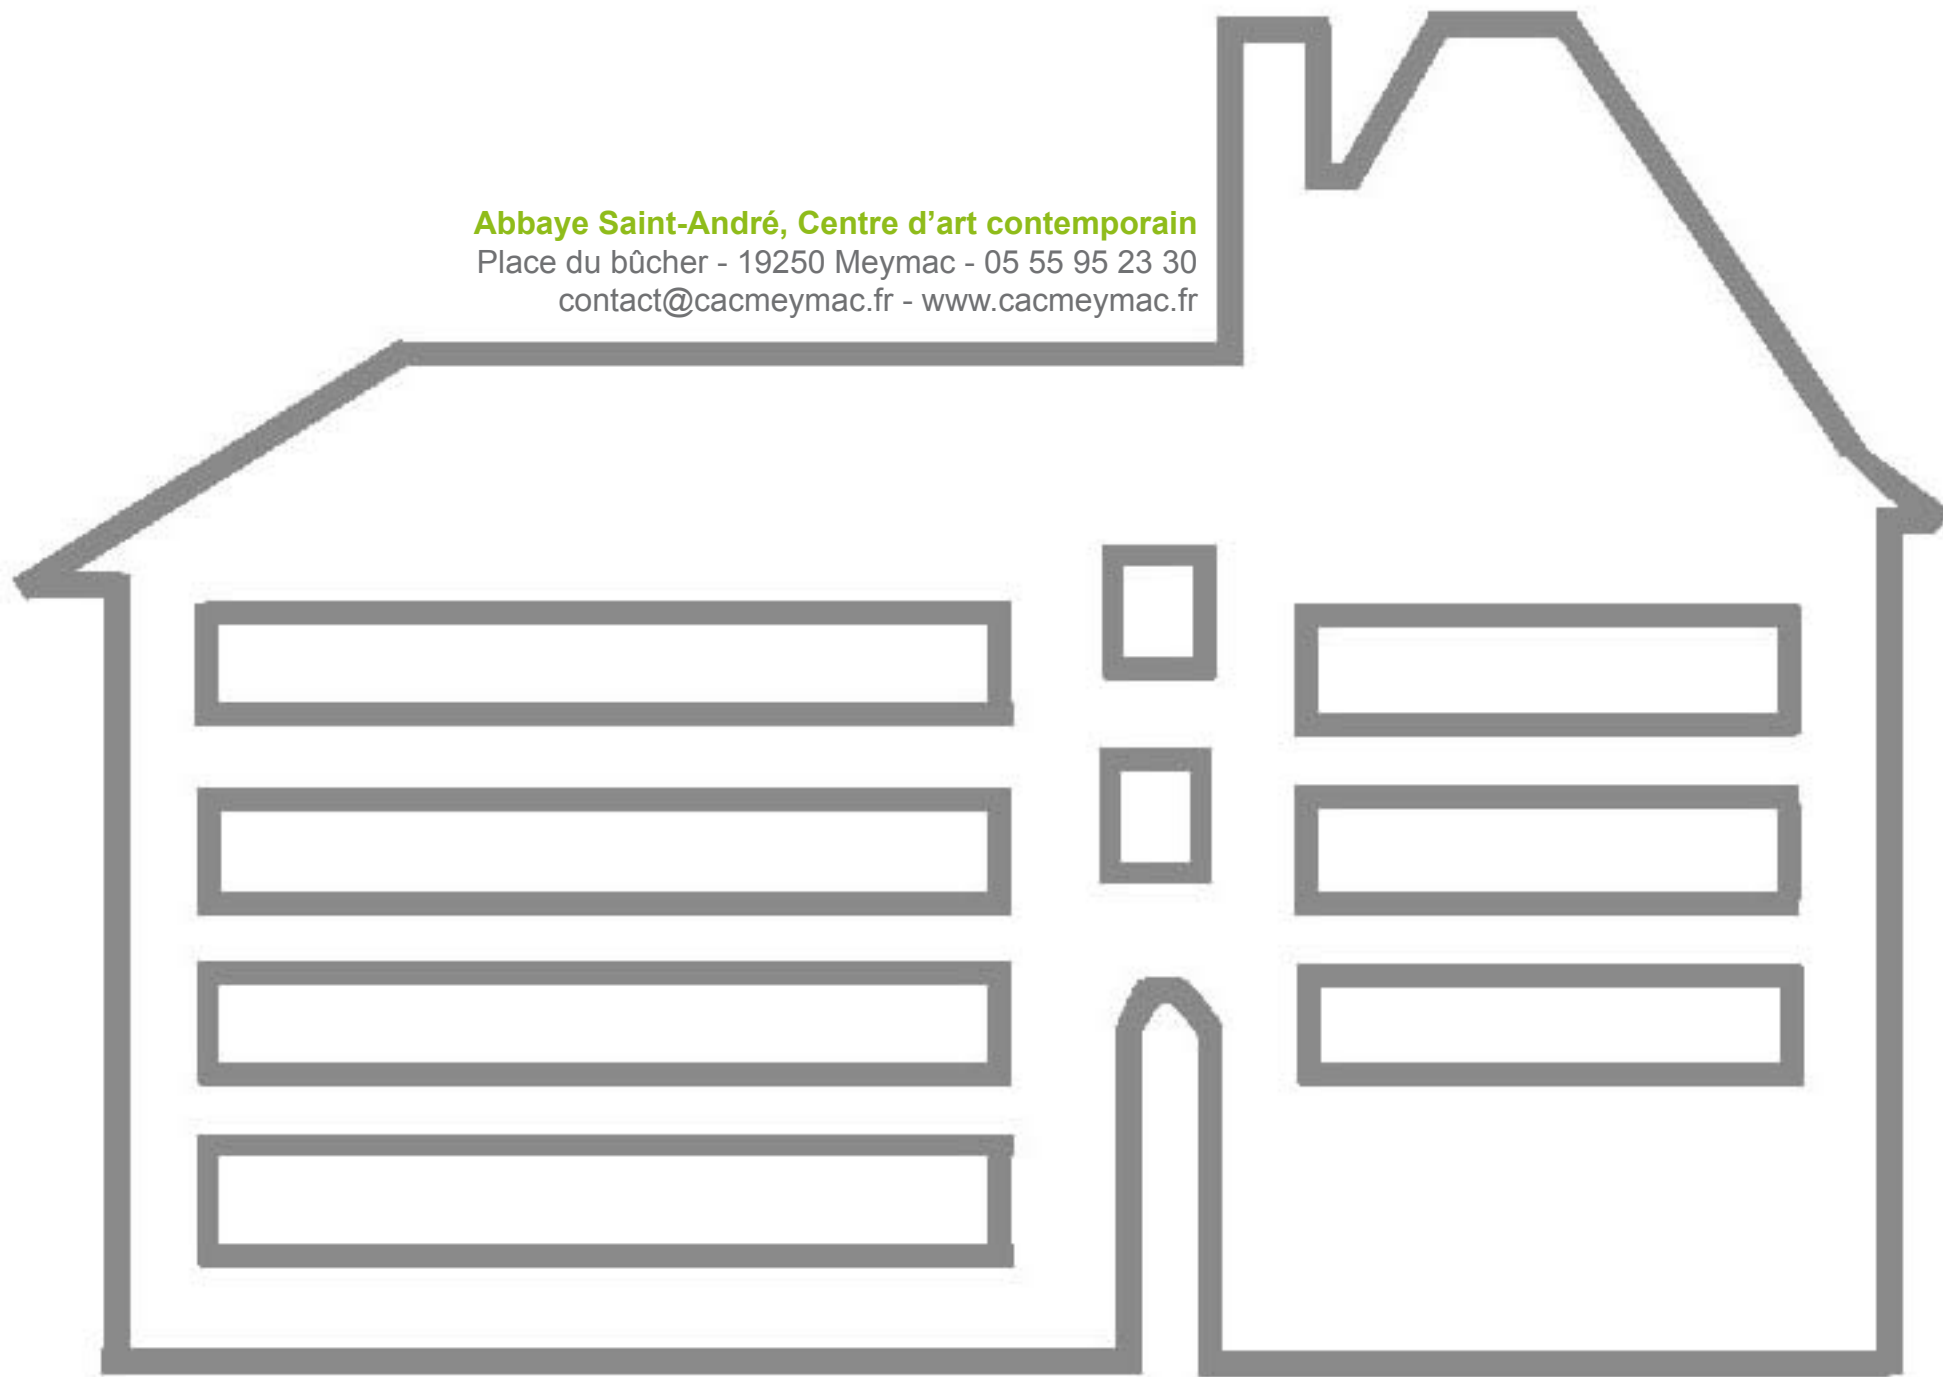 Abbaye Saint-André, Centre d’art contemporain
Place du bûcher - 19250 Meymac - 05 55 95 23 30
contact@cacmeymac.fr - www.cacmeymac.fr